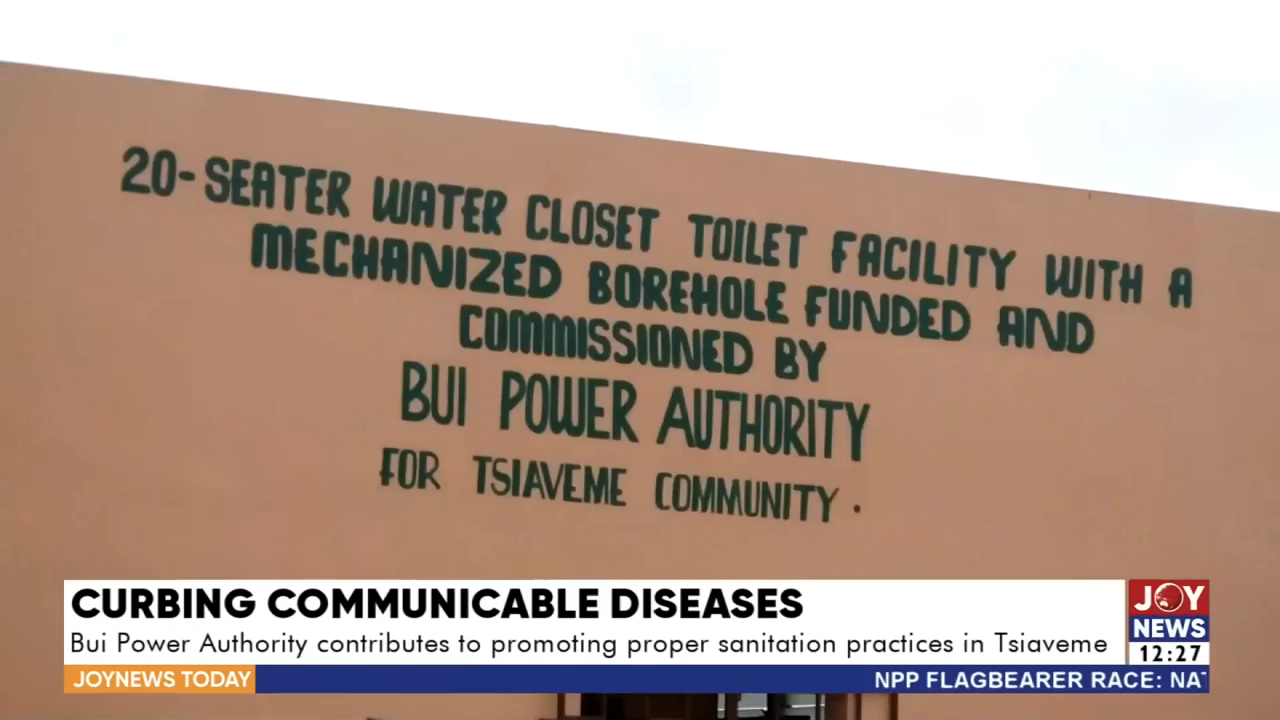 20-SEATER WATER CLOSET TOILET FACILITY WITH A
MECHANIZED BOREHOLE FUNDED AND
COMMISSIONED BY
BUI POWER AUTHORITY
FOR TSIAVEME COMMUNITY.
CURBING COMMUNICABLE DISEASES
Bui Power Authority contributes to promoting proper sanitation practices in Tsiaveme
JOY
NEWS
12:27
JOYNEWS TODAY
NPP FLAGBEARER RACE: